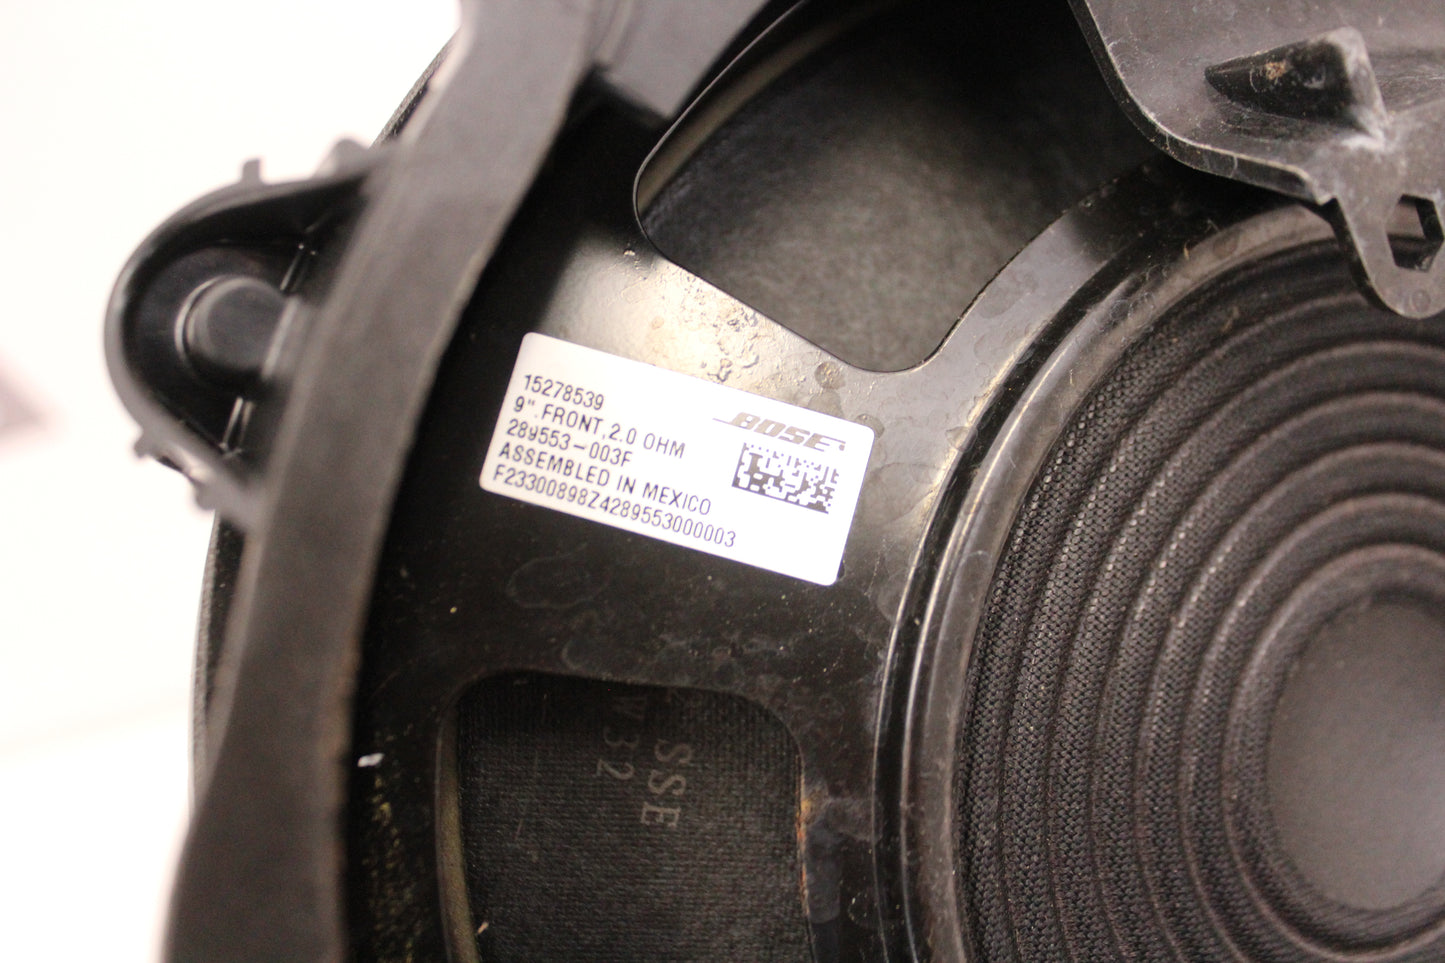 15278539
9".FRONT,2.0 OHM
289553-003F
ASSEMBLED IN MEXICO
F23300898Z4289553000003
BOSE
SSE
W32